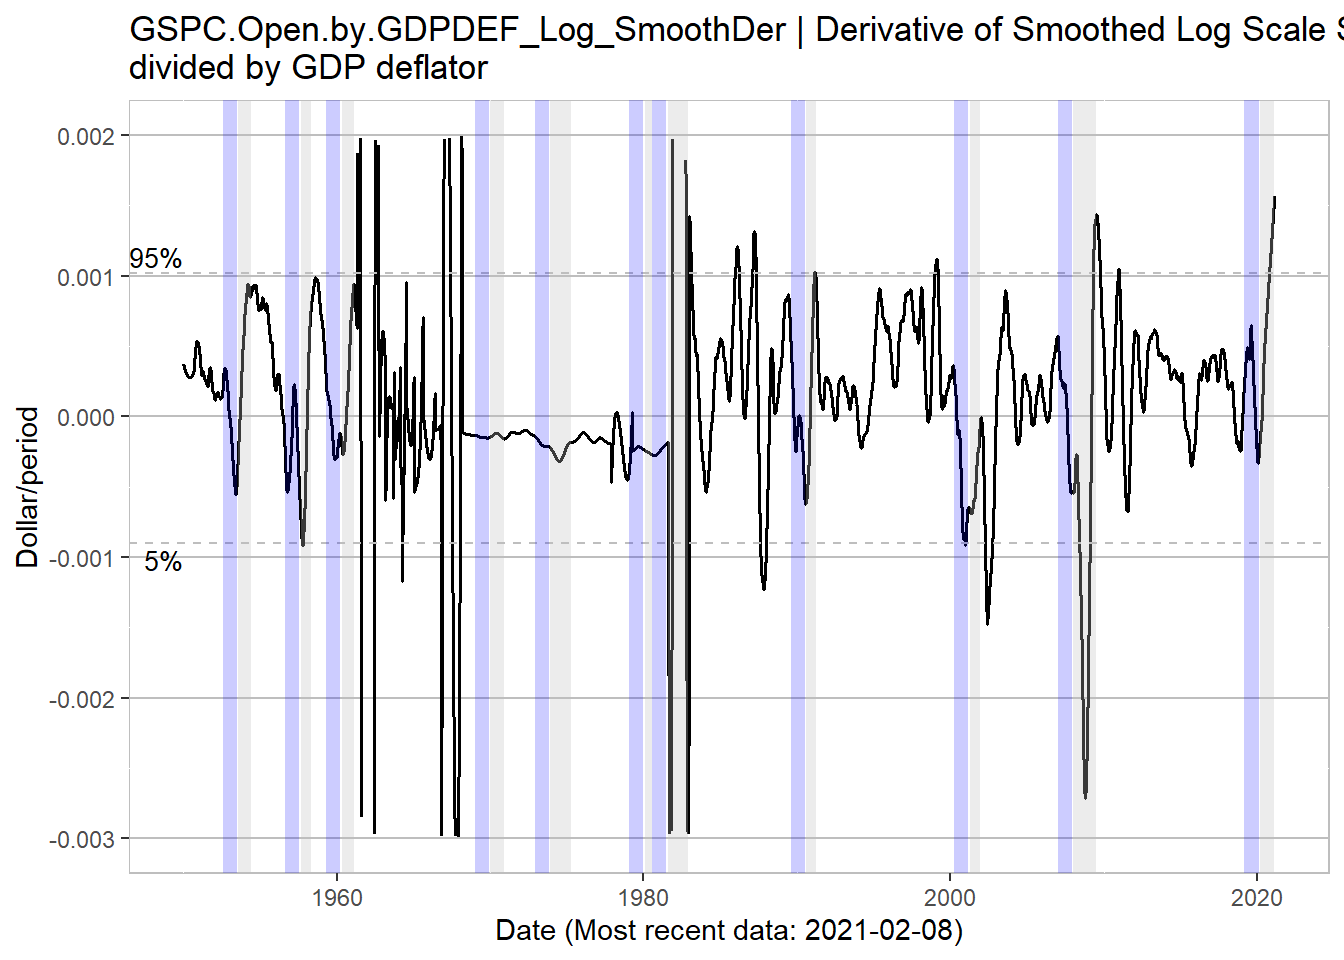 GSPC.Open.by.GDPDEF_Log_SmoothDer | Derivative of Smoothed Log Scale S
divided by GDP deflator
0.002
95%
0.001
0.000
Dollar/period
-0.001
5%
-0.002
-0.003
1960 1980 2000 2020
Date (Most recent data: 2021-02-08)